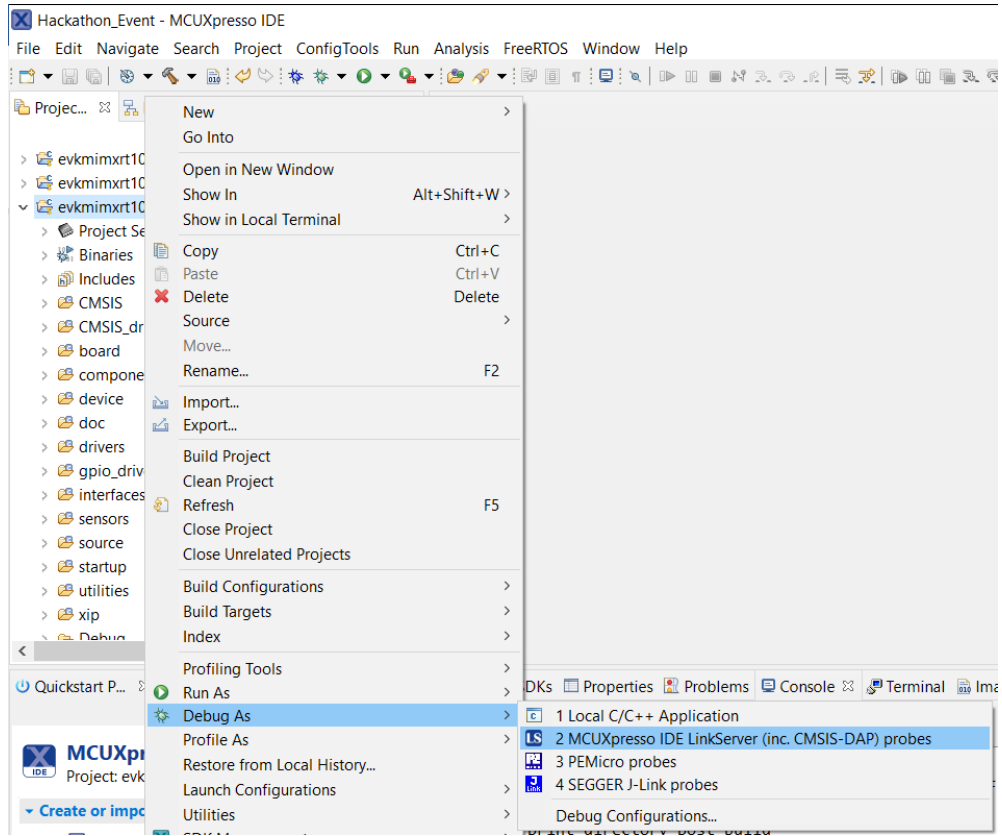 Hackathon_Event - MCUXpresso IDE
File Edit Navigate Search Project ConfigTools Run Analysis FreeRTOS Window Help
Projec...
evkmimxrt10
evkmimxrt10
evkmimxrt10
Project Se
Binaries
Includes
CMSIS
CMSIS_dr
board
compone
device
doc
drivers
gpio_driv
interfaces
sensors
source
startup
utilities
xip
Debug
New
Go Into
Open in New Window
Show In Alt+Shift+W
Show in Local Terminal
Copy Ctrl+C
Paste Ctrl+V
Delete Delete
Source
Move...
Rename... F2
Import...
Export...
Build Project
Clean Project
Refresh F5
Close Project
Close Unrelated Projects
Build Configurations
Build Targets
Index
Profiling Tools
Run As
Debug As
Profile As
Restore from Local History...
Launch Configurations
Utilities
Quickstart P...
MCUXpr
IDE
Project: evk
Create or impo
DKs Properties Problems Console Terminal Ima
1 Local C/C++ Application
2 MCUXpresso IDE LinkServer (inc. CMSIS-DAP) probes
3 PEMicro probes
4 SEGGER J-Link probes
Debug Configurations...